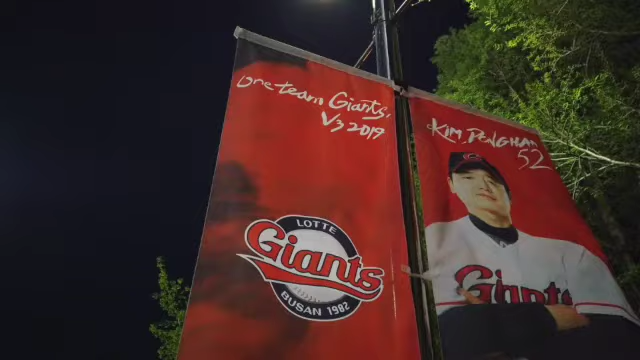 One team Giants,
V3 2019
LOTTE
Giants
BUSAN 1982
KIM, DONGHAN
52
Giants